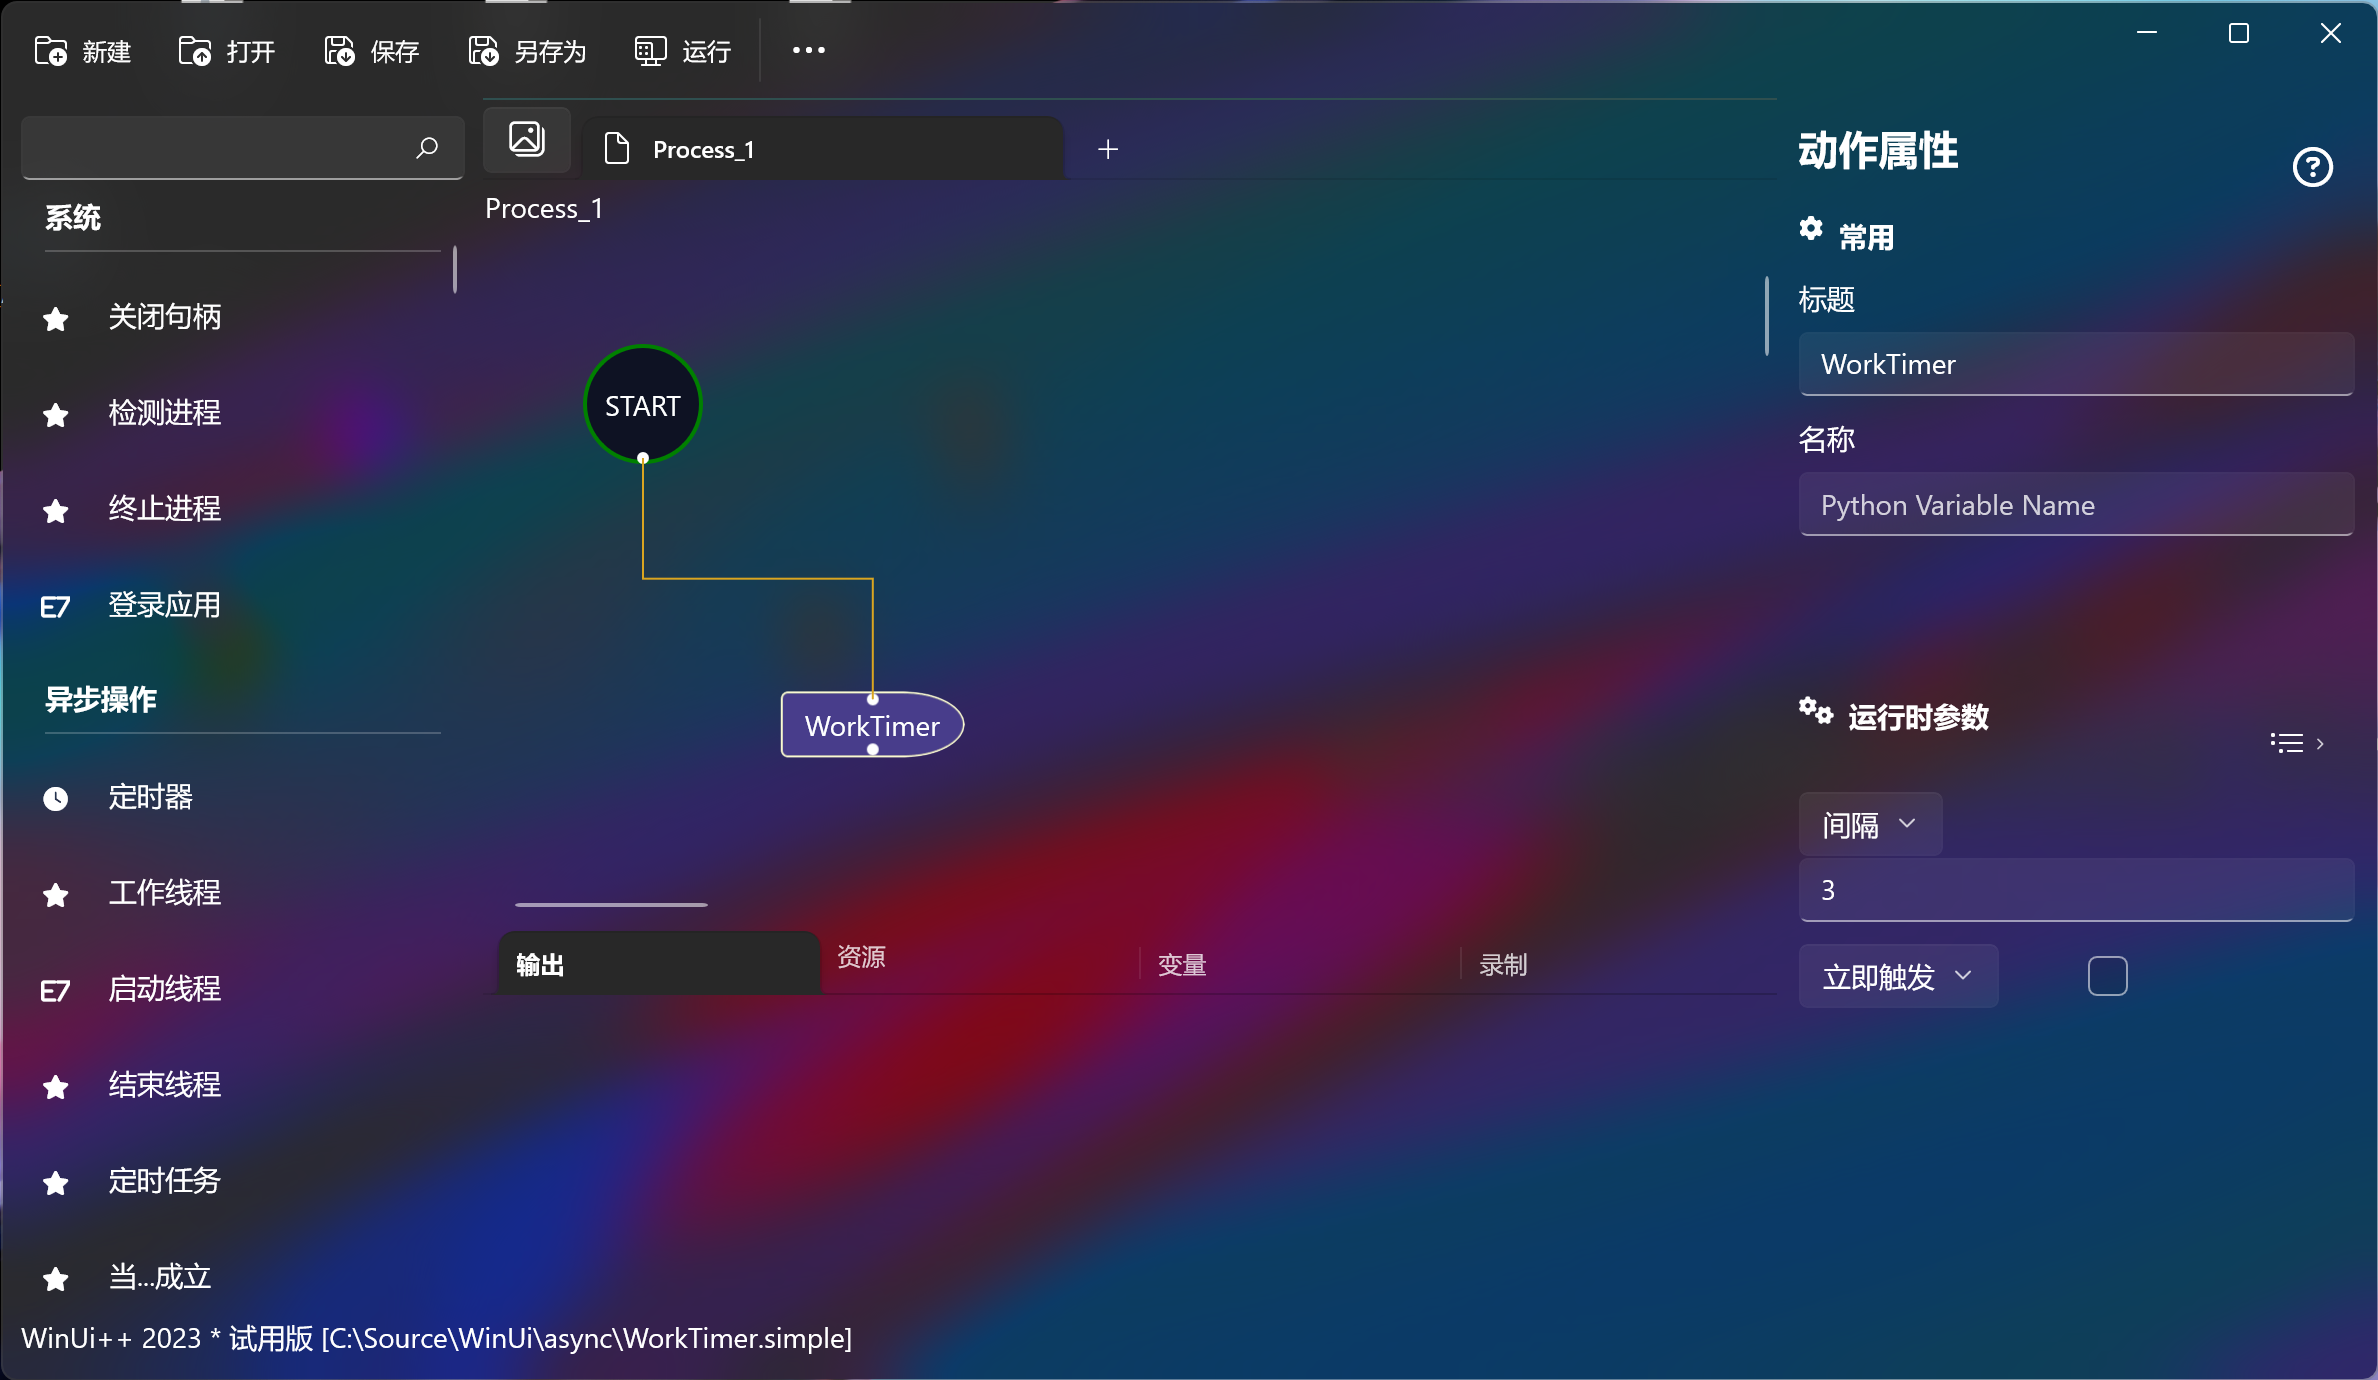 新建 打开 保存 另存为 运行
Process_1
系统
关闭句柄
检测进程
终止进程
E7 登录应用
异步操作
定时器
工作线程
E7 启动线程
结束线程
定时任务
当...成立
Process_1
START
WorkTimer
输出 资源 变量 录制
动作属性
常用
标题
WorkTimer
名称
Python Variable Name
运行时参数
间隔
3
立即触发
WinUi++ 2023 * 试用版 [C:\Source\WinUi\async\WorkTimer.simple]